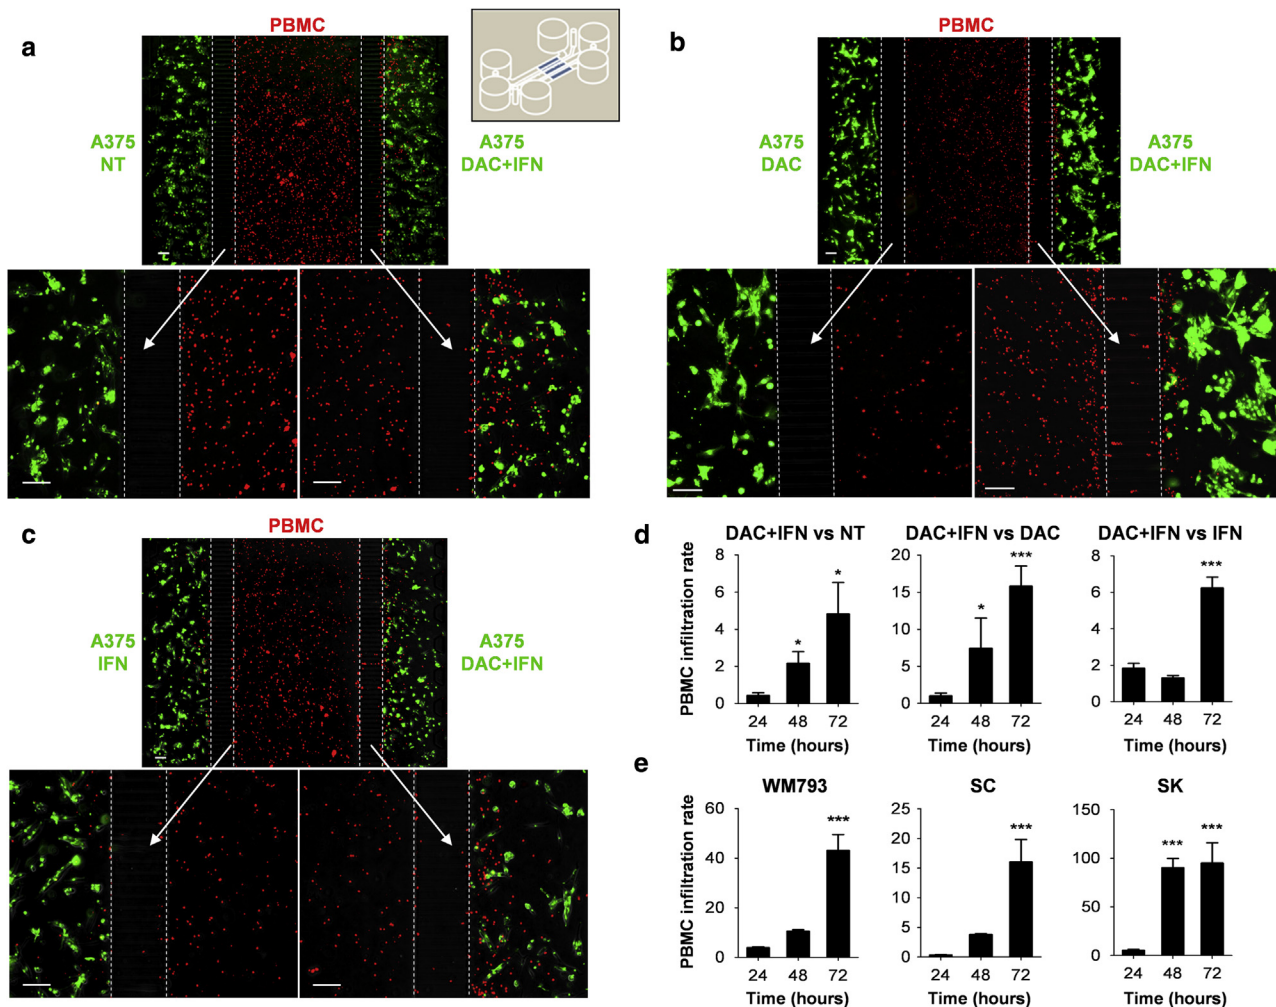 a
PBMC
A375
NT
A375
DAC+IFN
b
PBMC
A375
DAC
A375
DAC+IFN
c
PBMC
A375
IFN
A375
DAC+IFN
d
DAC+IFN vs NT
PBMC infiltration rate
8
6
4
2
0
*
*
24 48 72
Time (hours)
DAC+IFN vs DAC
20
15
10
5
0
*
***
24 48 72
Time (hours)
DAC+IFN vs IFN
8
6
4
2
0
***
24 48 72
Time (hours)
e
WM793
PBMC infiltration rate
60
40
20
0
***
24 48 72
Time (hours)
SC
25
20
15
10
5
0
***
24 48 72
Time (hours)
SK
150
100
50
0
***
***
24 48 72
Time (hours)